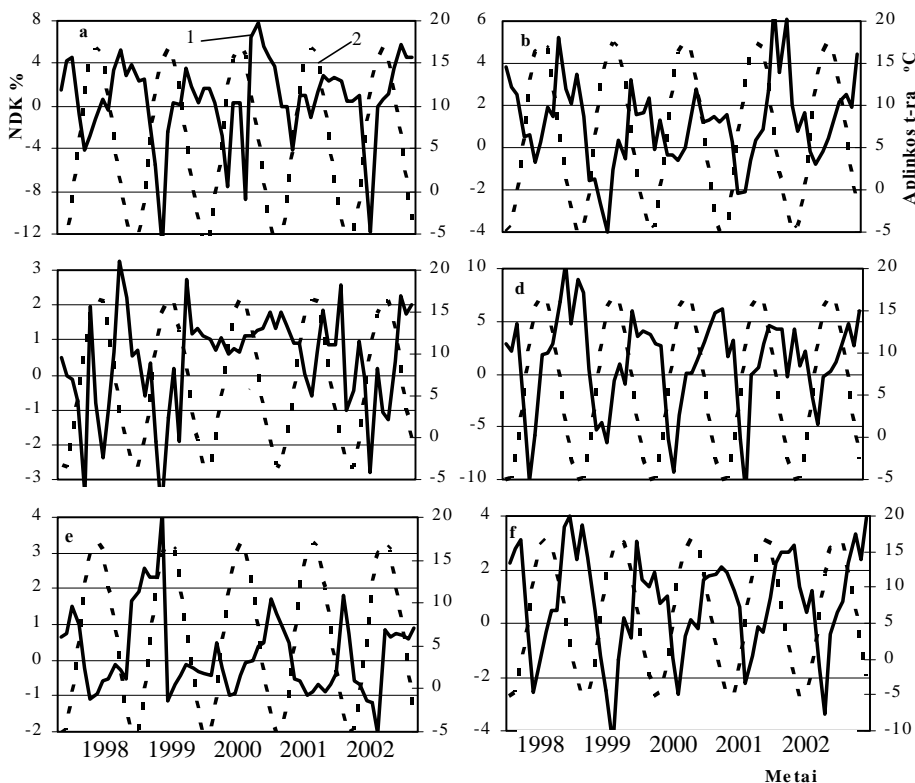 8 20 6 20
a 1 2 b
4 15 4 15
NDK %
0 10 2 10
Aplinkos t-ra °C
-4 5 0 5
-8 0 -2 0
-12 -5 -4 -5
3 20 10 20
d
2 15 5 15
1 10
0 0 10
5 5
-1
-2 0 -5 0
-3 -5 -10 -5
4 20 4 20
e f
3 15 15
2 2 10
10
1 0 5
5
0 0
-2
-1 0 -5
-2 -5 -4 -10
1998 1999 2000 2001 2002 1998 1999 2000 2001 2002
Metai